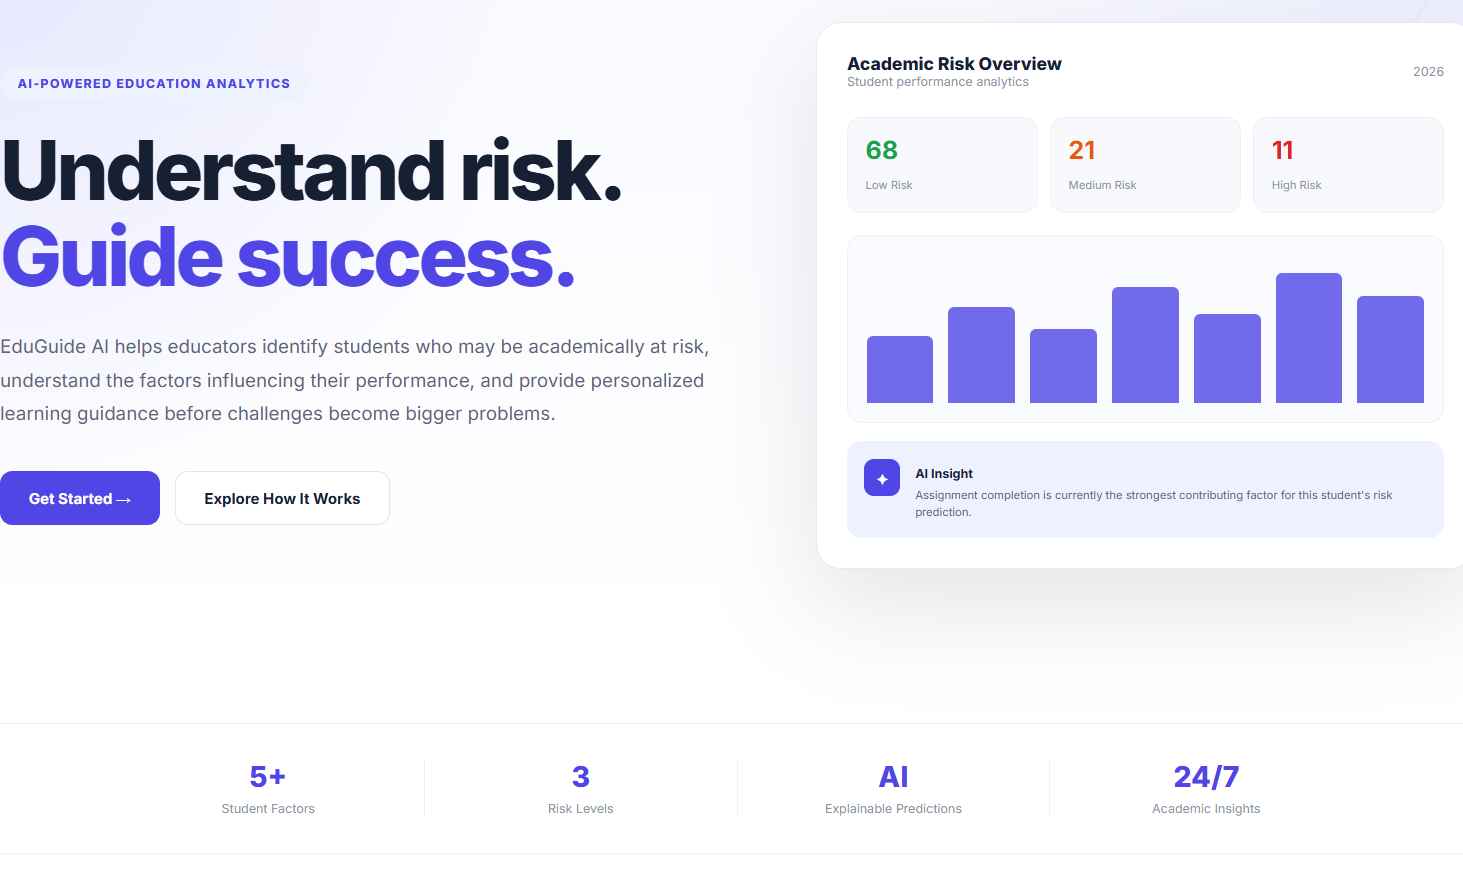 AI-POWERED EDUCATION ANALYTICS
Understand risk.
Guide success.
EduGuide AI helps educators identify students who may be academically at risk,
understand the factors influencing their performance, and provide personalized
learning guidance before challenges become bigger problems.
Get Started →
Explore How It Works
Academic Risk Overview
Student performance analytics
2026
68
Low Risk
21
Medium Risk
11
High Risk
AI Insight
Assignment completion is currently the strongest contributing factor for this student's risk
prediction.
5+
Student Factors
3
Risk Levels
AI
Explainable Predictions
24/7
Academic Insights